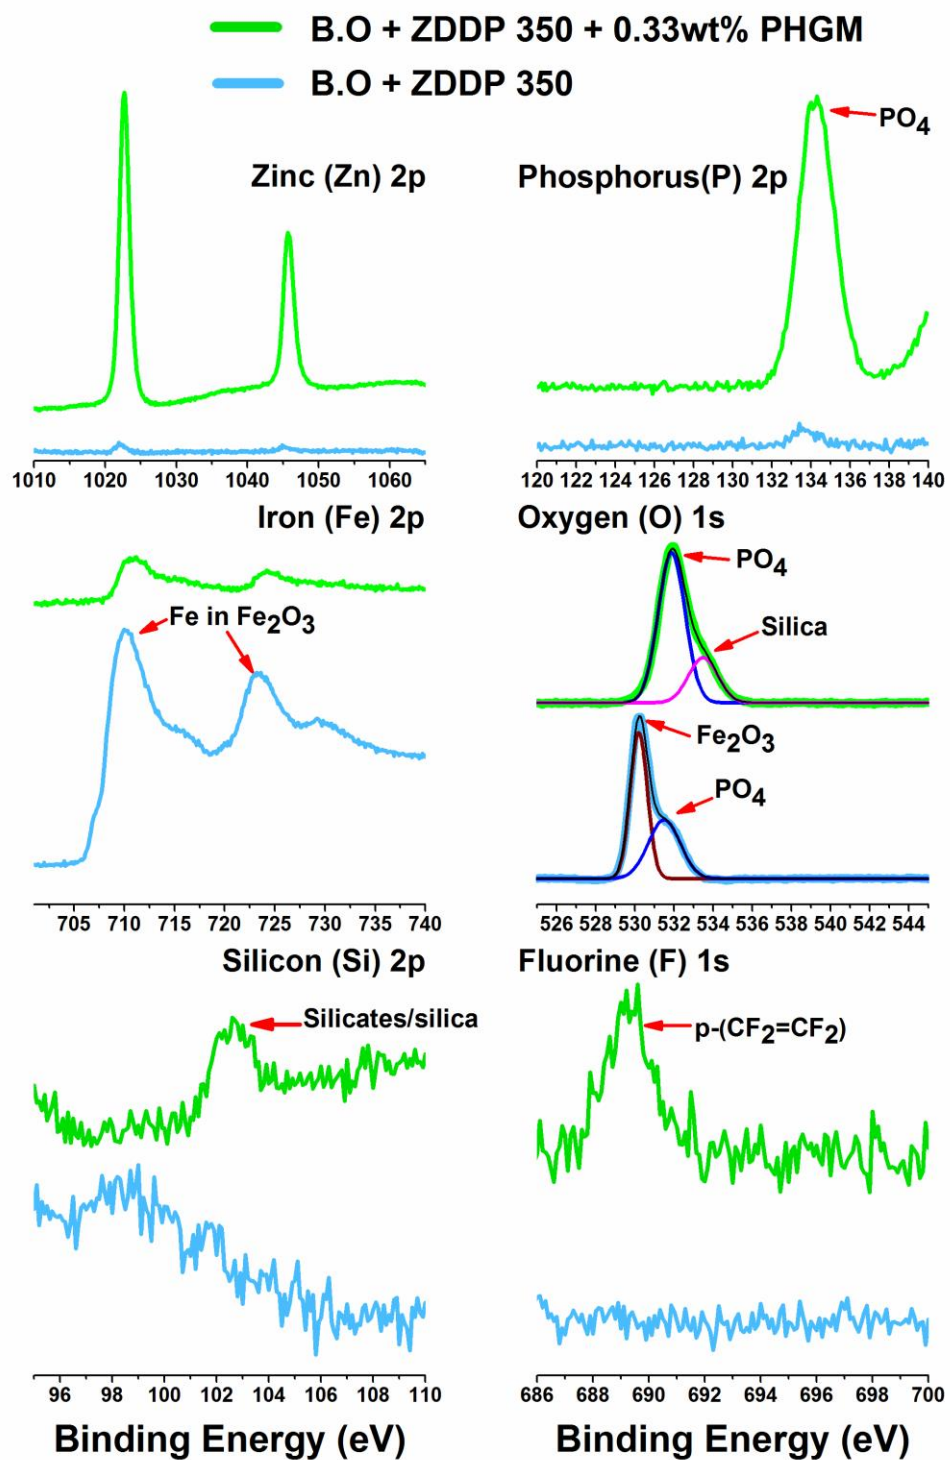 B.O + ZDDP 350 + 0.33wt% PHGM
B.O + ZDDP 350
Zinc (Zn) 2p
1010 1020 1030 1040 1050 1060
Phosphorus(P) 2p
PO4
120 122 124 126 128 130 132 134 136 138 140
Iron (Fe) 2p
Fe in Fe2O3
705 710 715 720 725 730 735 740
Oxygen (O) 1s
PO4
Silica
Fe2O3
PO4
526 528 530 532 534 536 538 540 542 544
Silicon (Si) 2p
Silicates/silica
96 98 100 102 104 106 108 110
Binding Energy (eV)
Fluorine (F) 1s
p-(CF2=CF2)
686 688 690 692 694 696 698 700
Binding Energy (eV)